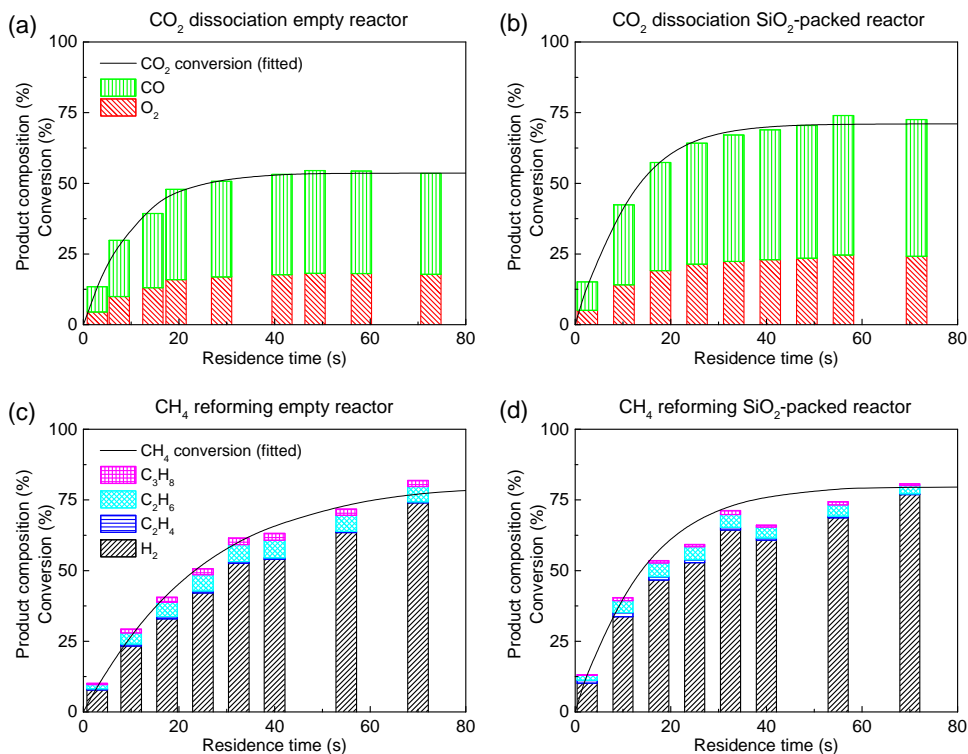 (a)
CO₂ dissociation empty reactor
100
75
50
25
0
Product composition (%)
Conversion (%)
CO₂ conversion (fitted)
CO
O₂
0 20 40 60 80
Residence time (s)
(b)
CO₂ dissociation SiO₂-packed reactor
100
75
50
25
0
Product composition (%)
Conversion (%)
0 20 40 60 80
Residence time (s)
(c)
CH₄ reforming empty reactor
100
75
50
25
0
Product composition (%)
Conversion (%)
CH₄ conversion (fitted)
C₃H₈
C₂H₆
C₂H₄
H₂
0 20 40 60 80
Residence time (s)
(d)
CH₄ reforming SiO₂-packed reactor
100
75
50
25
0
Product composition (%)
Conversion (%)
0 20 40 60 80
Residence time (s)